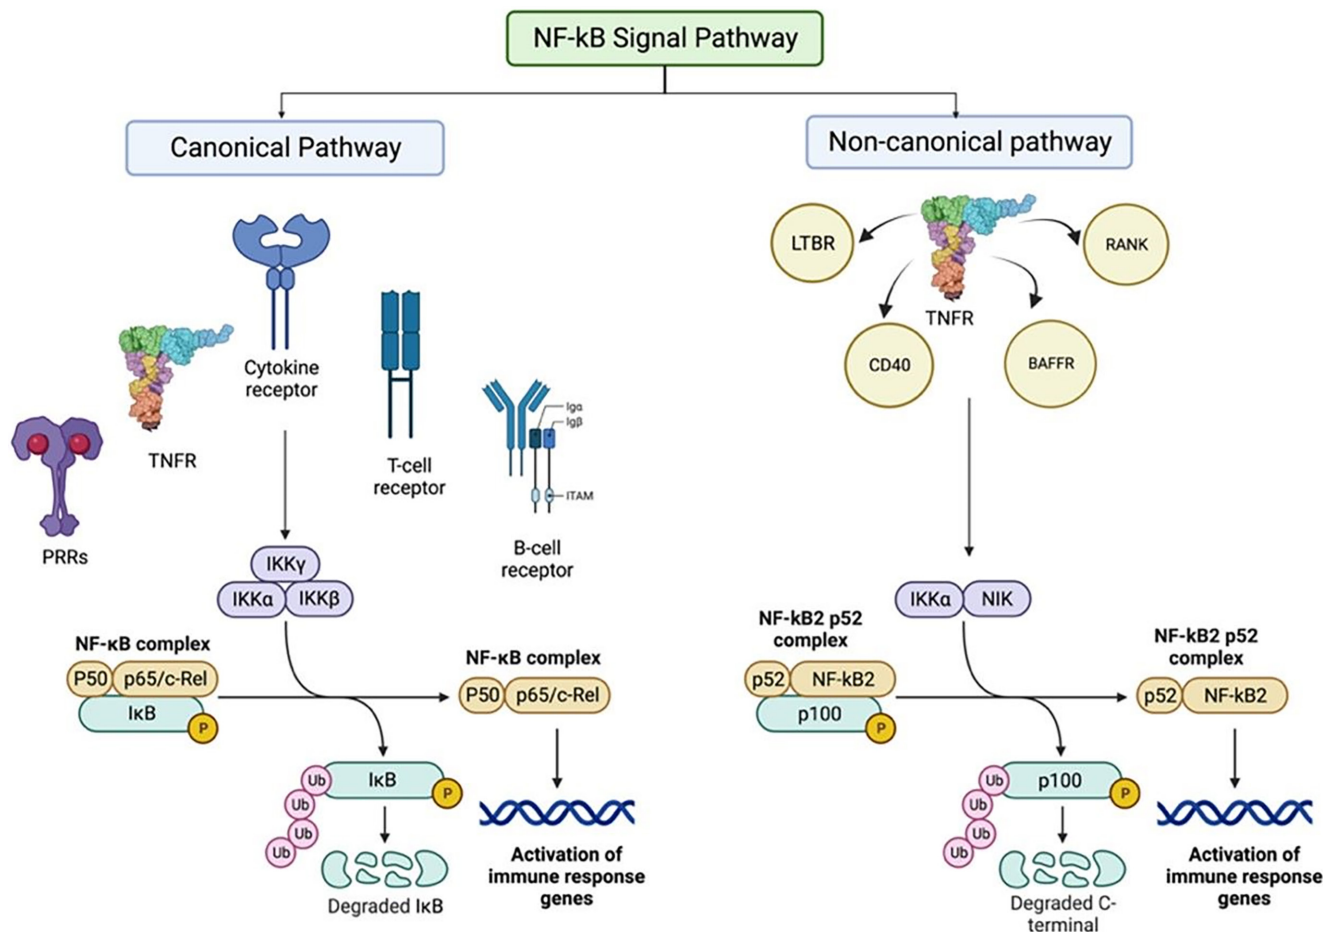 NF-kB Signal Pathway
Canonical Pathway
Non-canonical pathway
Cytokine
receptor
TNFR
PRRs
T-cell
receptor
Igα
Igβ
ITAM
B-cell
receptor
LTBR
RANK
TNFR
CD40
BAFFR
IKKγ
IKKα
IKKβ
NF-κB complex
P50
p65/c-Rel
IκB
P
NF-κB complex
P50
p65/c-Rel
Ub
IκB
P
Ub
Ub
Ub
Degraded IκB
Activation of
immune response
genes
IKKα
NIK
NF-kB2 p52
complex
p52
NF-kB2
p100
P
NF-kB2 p52
complex
p52
NF-kB2
Ub
p100
P
Ub
Ub
Ub
Degraded C-
terminal
Activation of
immune response
genes